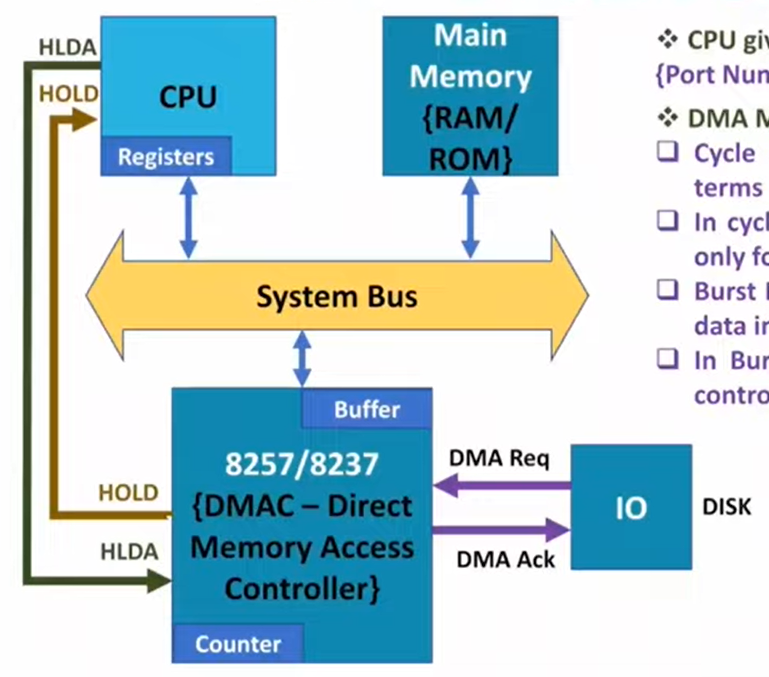 HLDA
HOLD
CPU
Registers
Main
Memory
{RAM/
ROM}
System Bus
Buffer
8257/8237
{DMAC – Direct
Memory Access
Controller}
Counter
HOLD
HLDA
DMA Req
DMA Ack
IO
DISK
❖ CPU giv
{Port Num
❖ DMA M
❑ Cycle
terms
❑ In cycl
only fo
❑ Burst
data in
❑ In Bur
contro